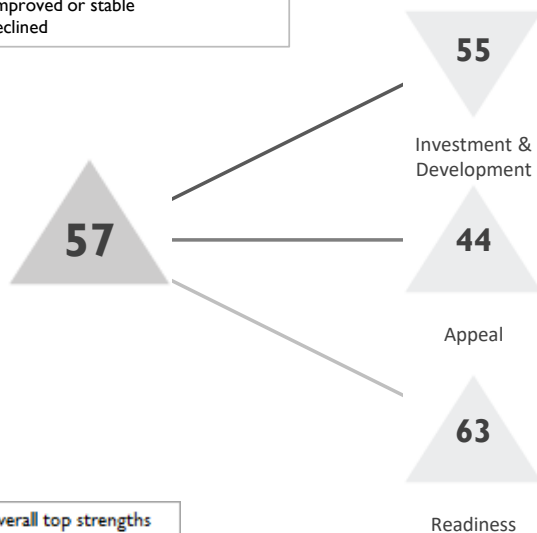 mproved or stable
eclined
55
Investment &
Development
57
44
Appeal
63
Readiness
verall top strengths